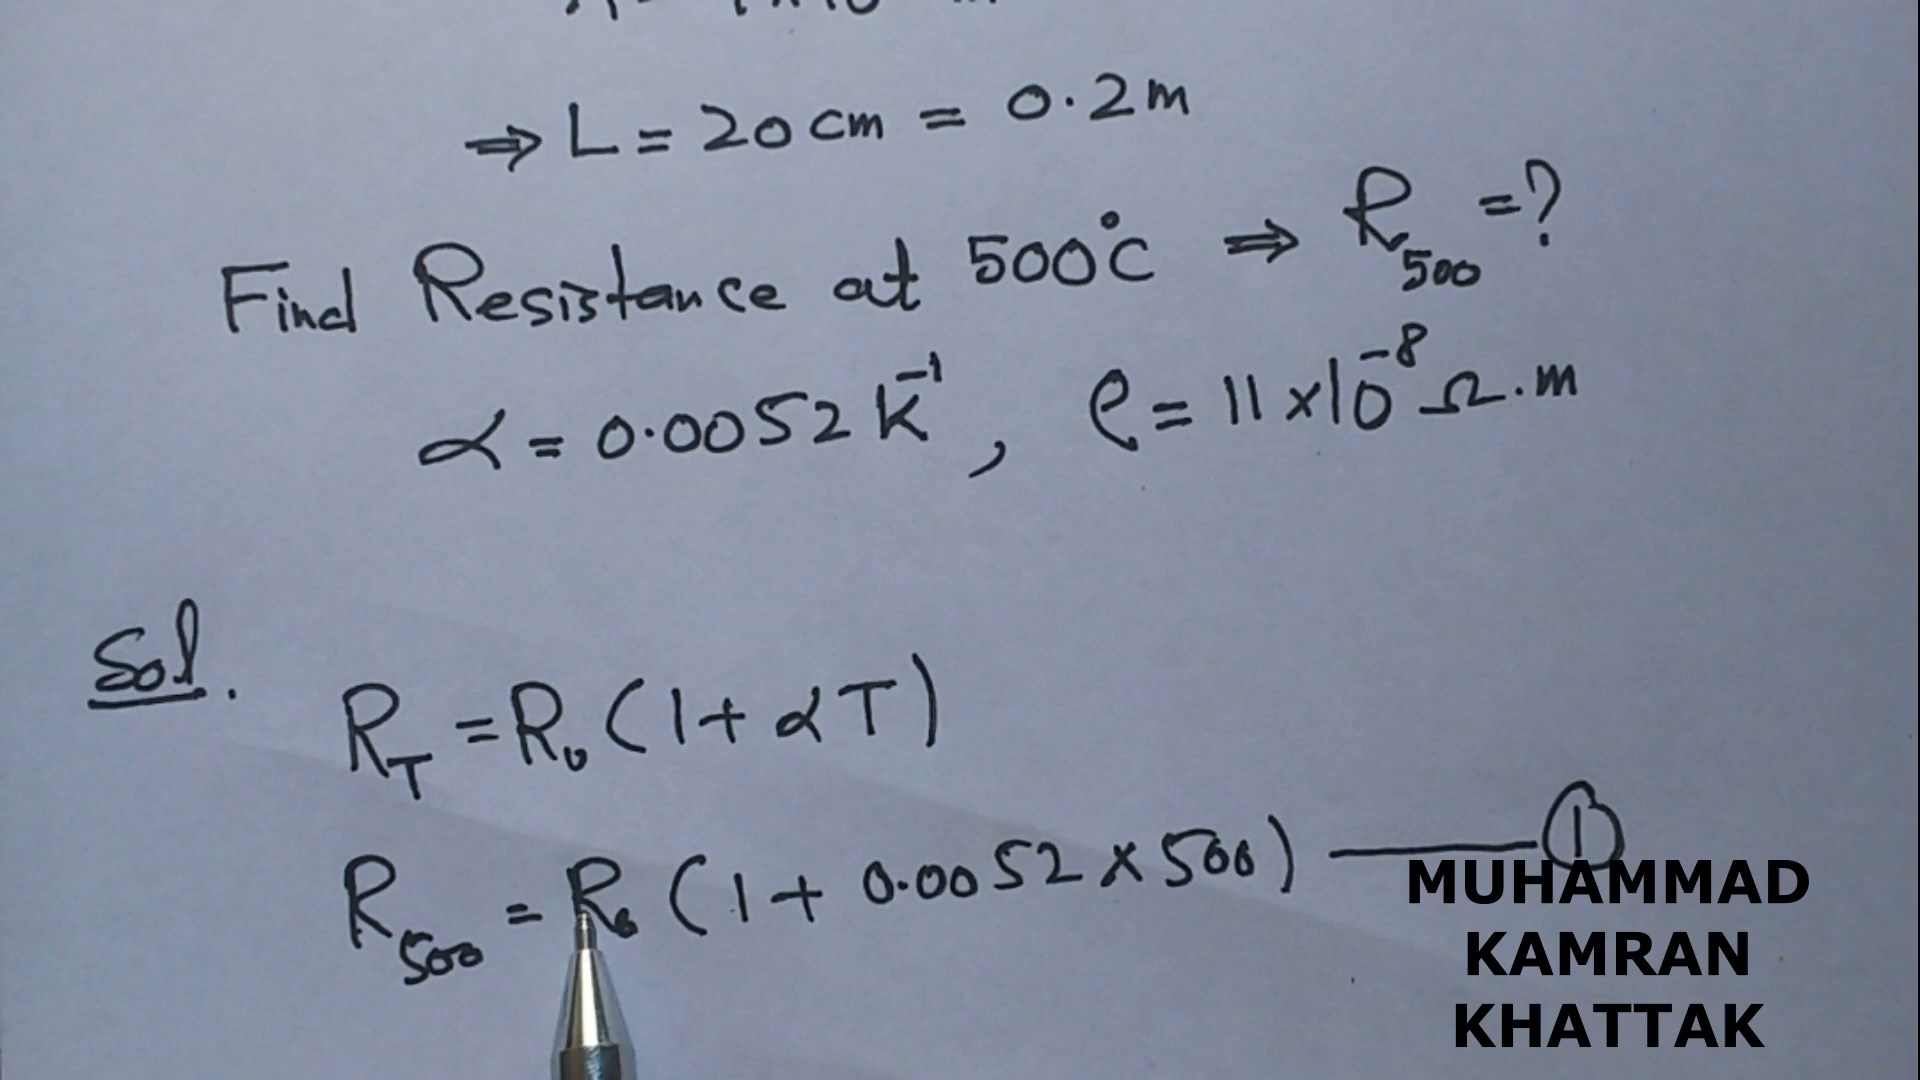 ⇒ L = 20 cm = 0.2 m
Find Resistance at 500°C ⇒ R₅₀₀ = ?
α = 0.0052 K⁻¹ , ρ = 11 × 10⁻⁸ Ω.m
Sol.
R_T = R₀ (1 + αT)
R₅₀₀ = R₀ (1 + 0.0052 × 500) —— ①
MUHAMMAD
KAMRAN
KHATTAK